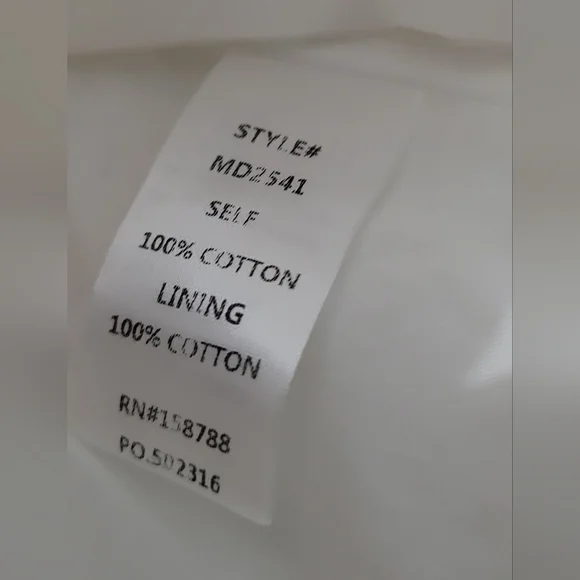 STYLE#
MD2541
SELF
100% COTTON
LINING
100% COTTON
RN#158788
PO.502316